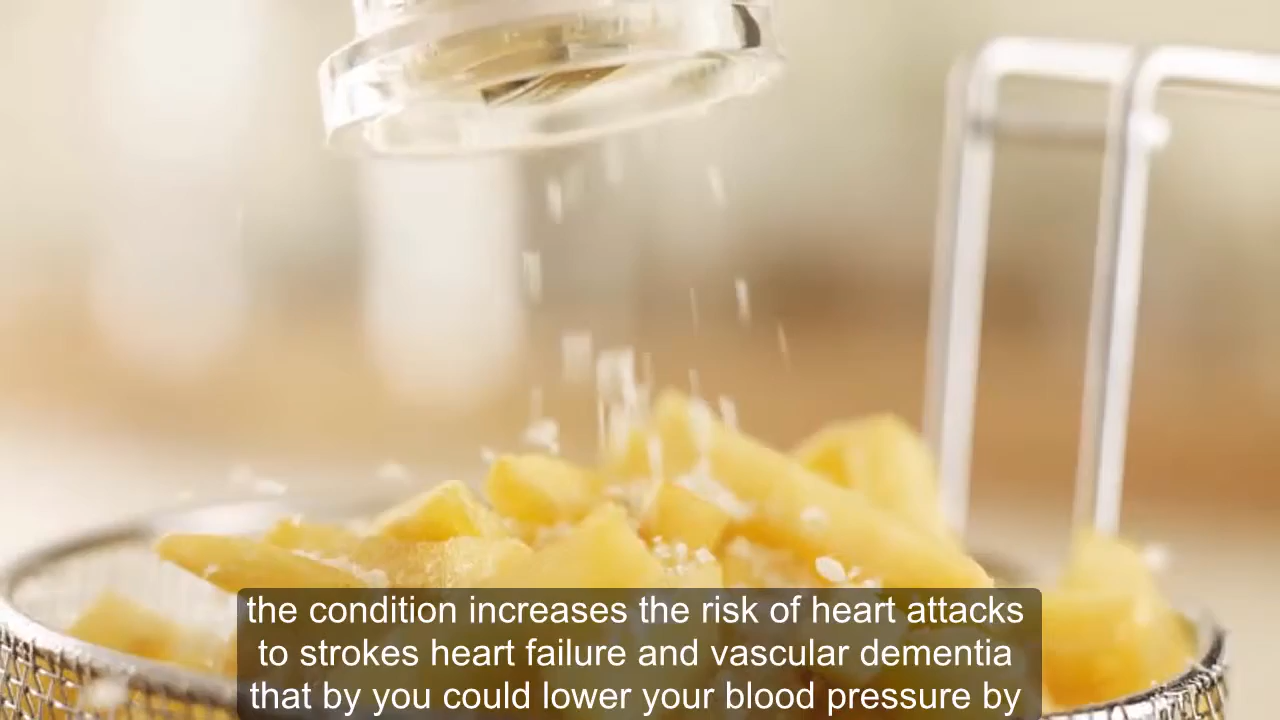 the condition increases the risk of heart attacks
to strokes heart failure and vascular dementia
that by you could lower your blood pressure by